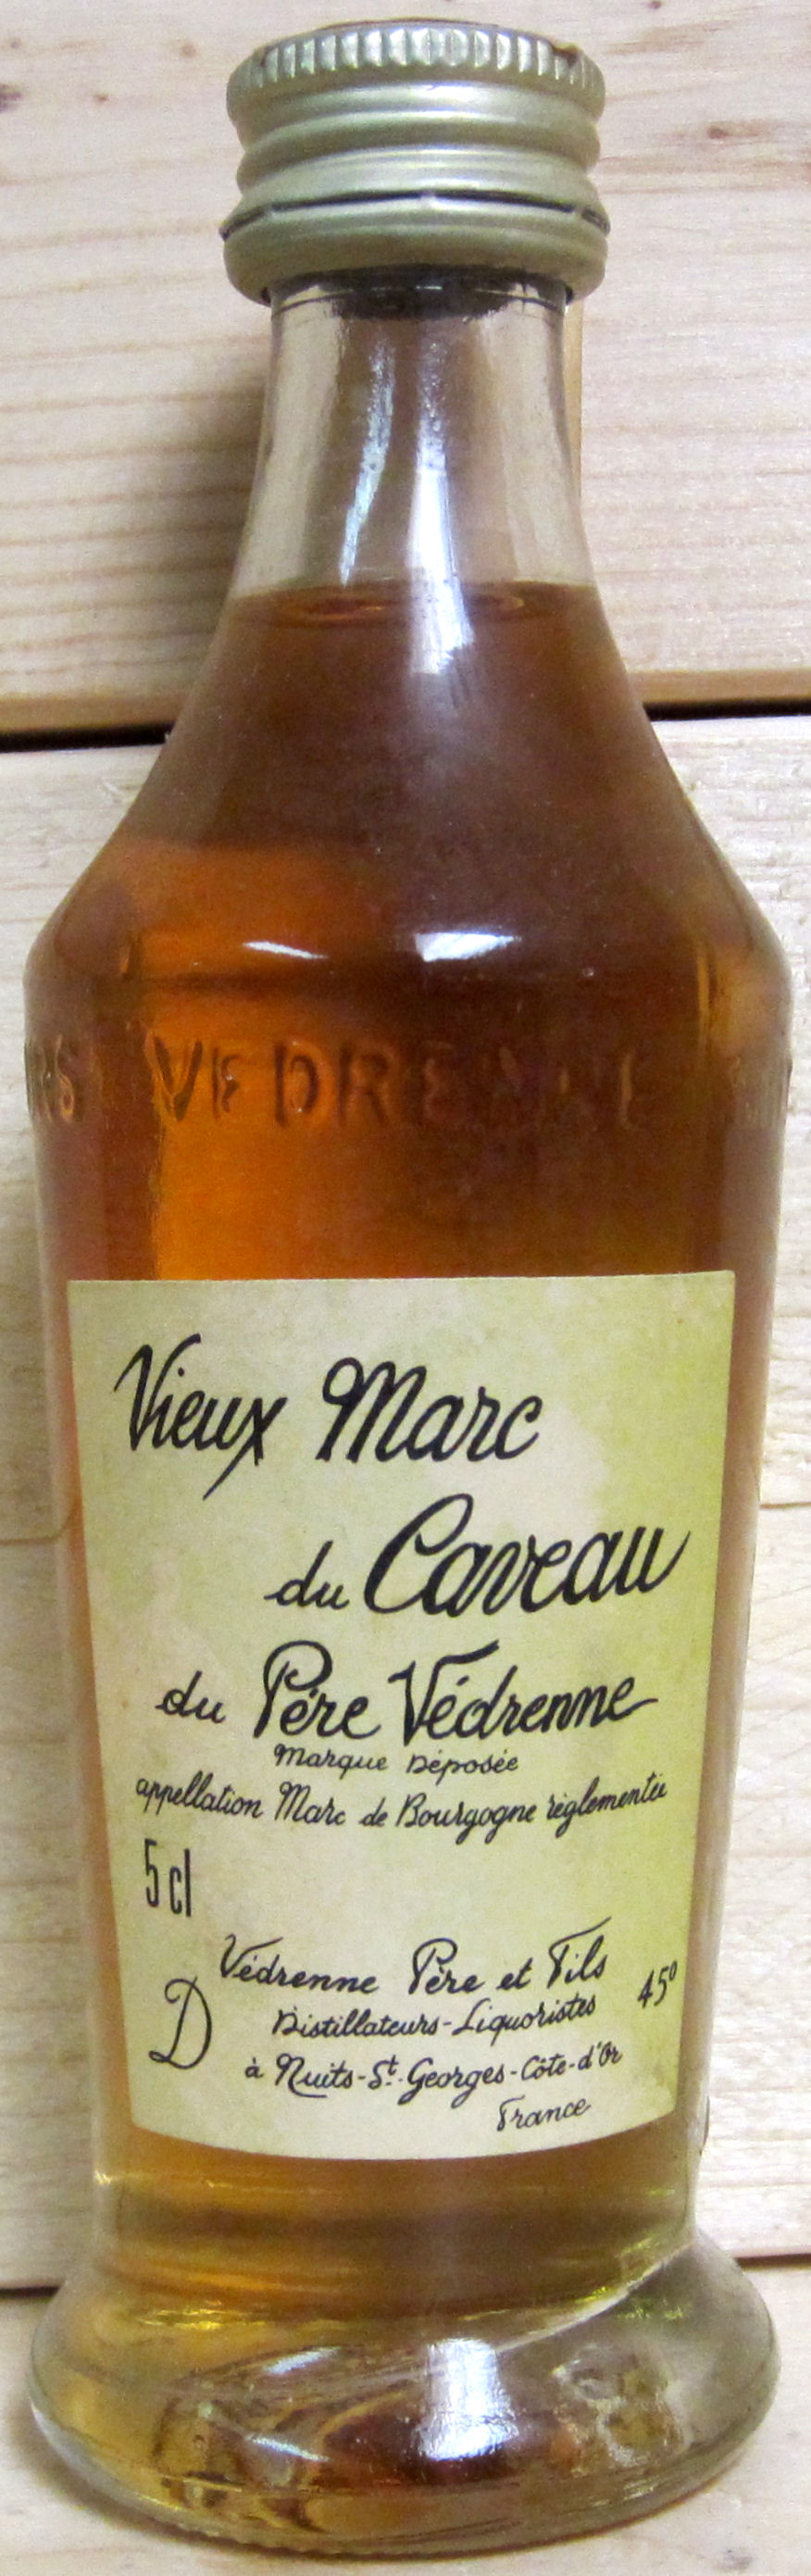 VEDRENNE
Vieux Marc
du Caveau
du Père Védrenne
Marque Déposée
appellation Marc de Bourgogne réglementée
5 cl
Védrenne Père et Fils
45°
D
Distillateurs-Liquoristes
à Nuits-St-Georges-Côte-d'Or
France